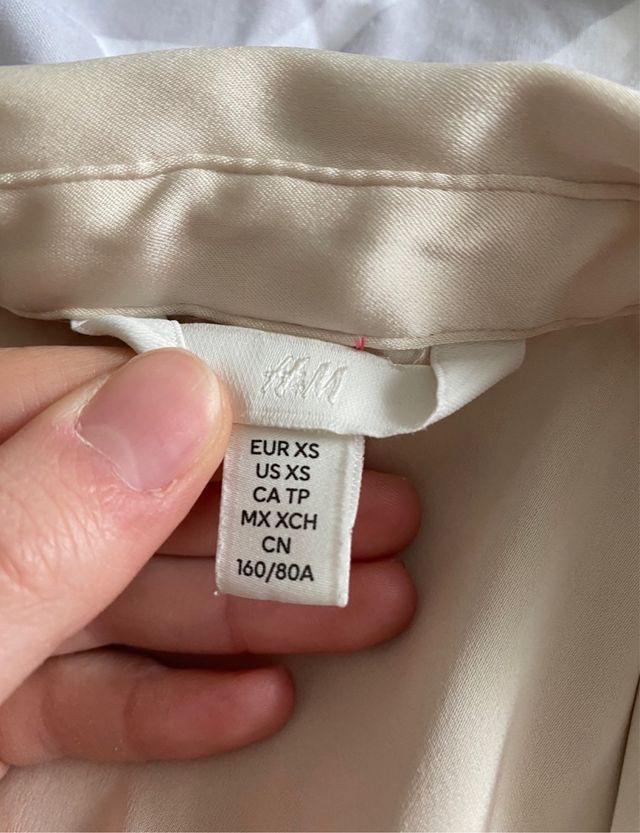 H&M
EUR XS
US XS
CA TP
MX XCH
CN
160/80A